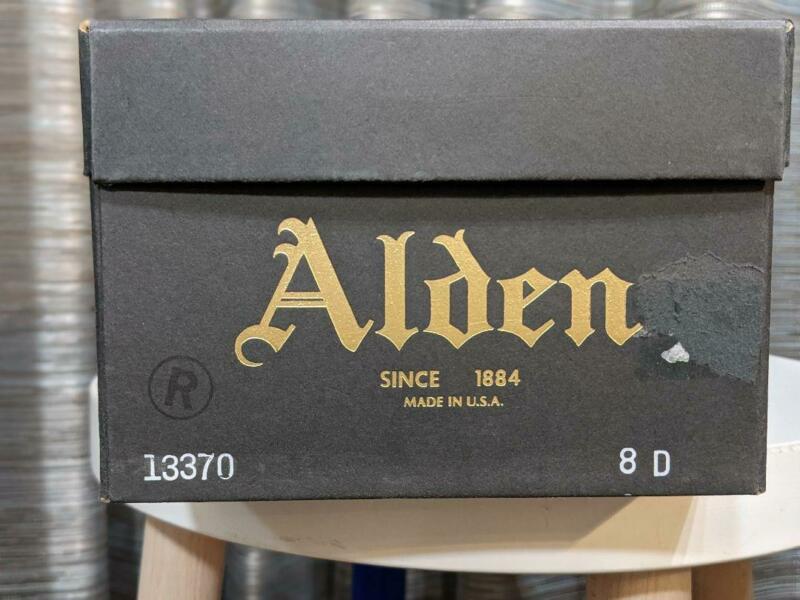 Alden
SINCE 1884
MADE IN U.S.A.
R
13370 8 D